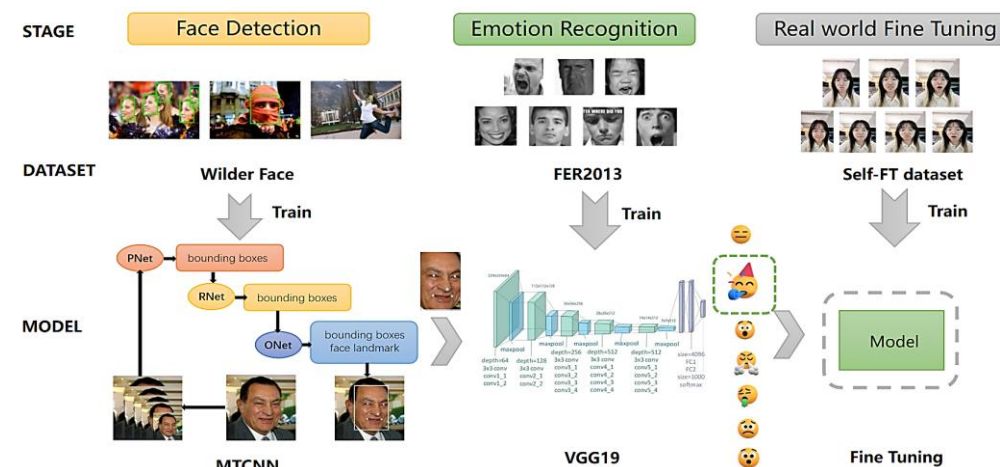 STAGE
Face Detection
Emotion Recognition
Real world Fine Tuning
DATASET
Wilder Face
FER2013
Self-FT dataset
Train
Train
Train
MODEL
PNet
bounding boxes
RNet
bounding boxes
ONet
bounding boxes
face landmark
MTCNN
maxpool
maxpool
maxpool
maxpool
maxpool
depth=64
3x3 conv
conv1_1
conv1_2
depth=128
3x3 conv
conv2_1
conv2_2
depth=256
3x3 conv
conv3_1
conv3_2
conv3_3
conv3_4
depth=512
3x3 conv
conv4_1
conv4_2
conv4_3
conv4_4
depth=512
3x3 conv
conv5_1
conv5_2
conv5_3
conv5_4
size=4096
FC1
FC2
size=1000
softmax
VGG19
Model
Fine Tuning